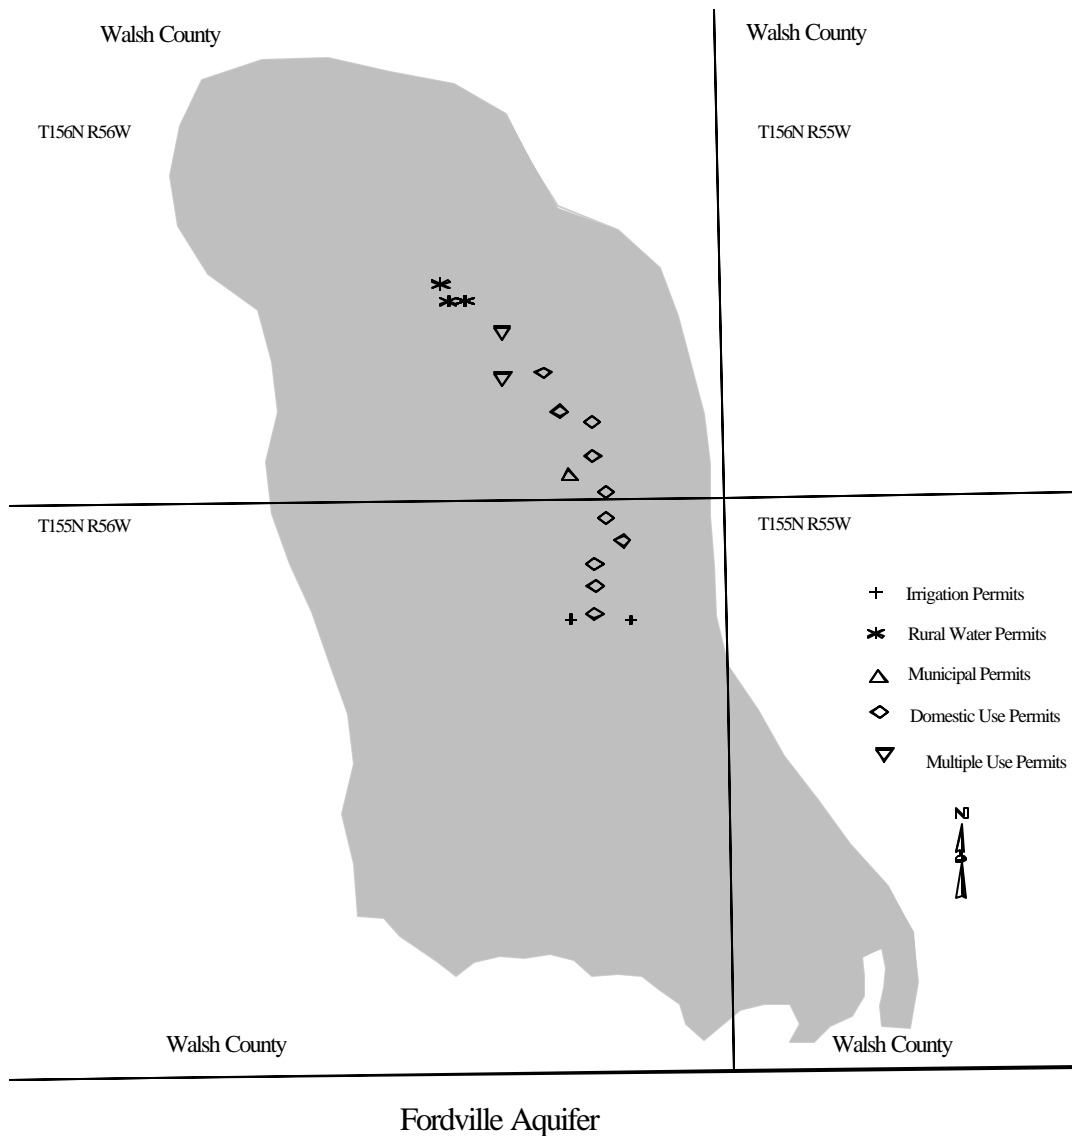 Walsh County
Walsh County
T156N R56W
T156N R55W
T155N R56W
T155N R55W
Irrigation Permits
Rural Water Permits
Municipal Permits
Domestic Use Permits
Multiple Use Permits
N
Walsh County
Walsh County
Fordville Aquifer